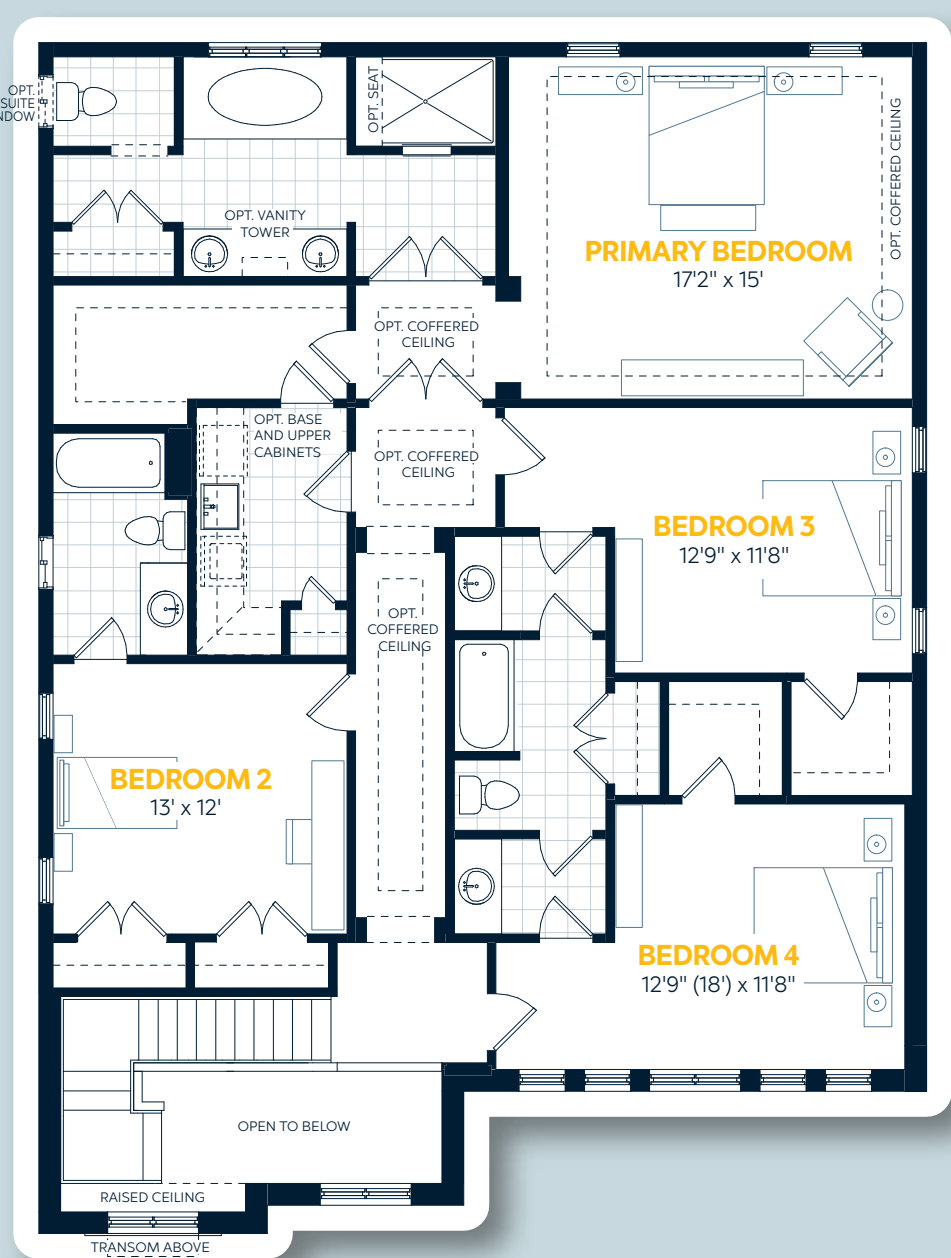 OPT.
SUITE
NDOW
OPT. SEAT
OPT. COFFERED CEILING
OPT. VANITY
TOWER
PRIMARY BEDROOM
17'2" x 15'
OPT. COFFERED
CEILING
OPT. BASE
AND UPPER
CABINETS
OPT. COFFERED
CEILING
BEDROOM 3
12'9" x 11'8"
OPT.
COFFERED
CEILING
BEDROOM 2
13' x 12'
BEDROOM 4
12'9" (18') x 11'8"
OPEN TO BELOW
RAISED CEILING
TRANSOM ABOVE